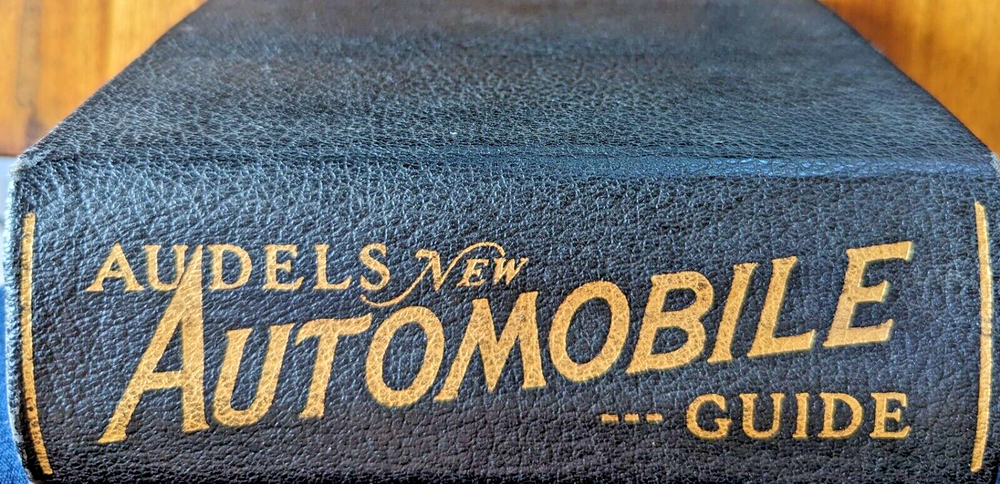 AUDELS NEW
AUTOMOBILE
--- GUIDE